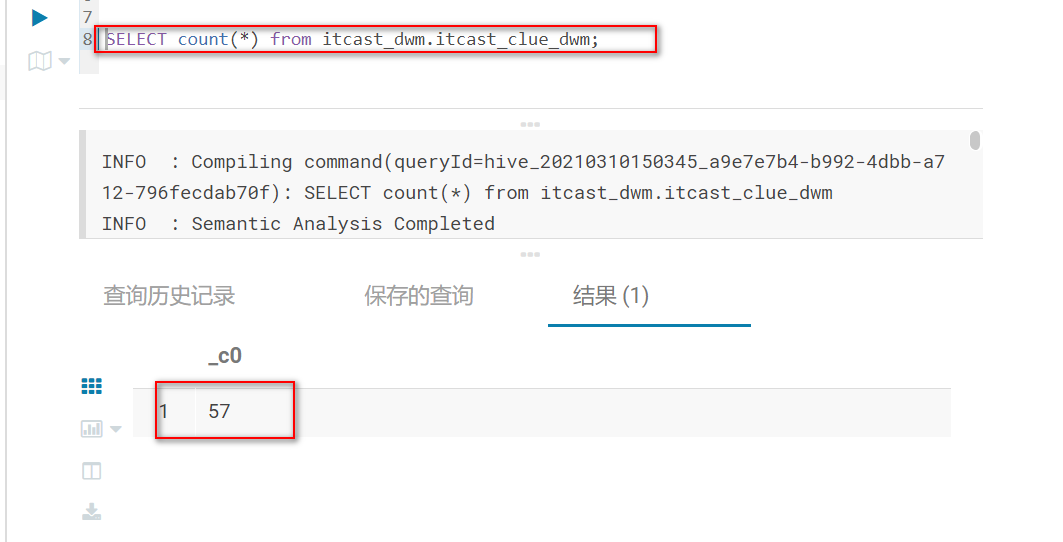 7
8 SELECT count(*) from itcast_dwm.itcast_clue_dwm;
INFO  : Compiling command(queryId=hive_20210310150345_a9e7e7b4-b992-4dbb-a7
12-796fecdab70f): SELECT count(*) from itcast_dwm.itcast_clue_dwm
INFO  : Semantic Analysis Completed
查询历史记录 保存的查询 结果 (1)
_c0
1 57